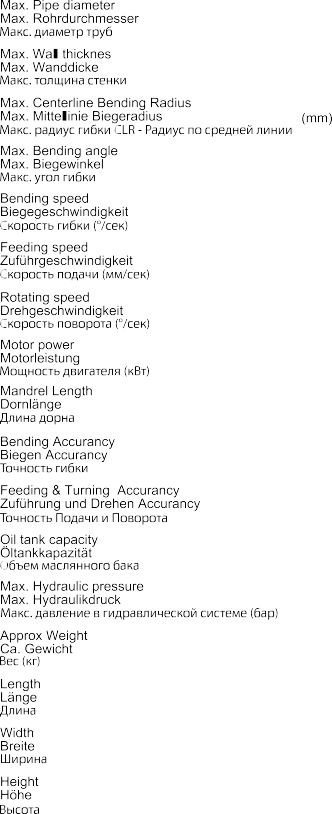 Max. Pipe diameter
Max. Rohrdurchmesser
Макс. диаметр труб
Max. Wall thicknes
Max. Wanddicke
Макс. толщина стенки
Max. Centerline Bending Radius
Max. Mittellinie Biegeradius (mm)
Макс. радиус гибки CLR - Радиус по средней линии
Max. Bending angle
Max. Biegewinkel
Макс. угол гибки
Bending speed
Biegegeschwindigkeit
Скорость гибки (°/сек)
Feeding speed
Zuführgeschwindigkeit
Скорость подачи (мм/сек)
Rotating speed
Drehgeschwindigkeit
Скорость поворота (°/сек)
Motor power
Motorleistung
Мощность двигателя (кВт)
Mandrel Length
Dornlänge
Длина дорна
Bending Accurancy
Biegen Accurancy
Точность гибки
Feeding & Turning Accurancy
Zuführung und Drehen Accurancy
Точность Подачи и Поворота
Oil tank capacity
Öltankkapazität
Объем маслянного бака
Max. Hydraulic pressure
Max. Hydraulikdruck
Макс. давление в гидравлической системе (бар)
Approx Weight
Ca. Gewicht
Вес (кг)
Length
Länge
Длина
Width
Breite
Ширина
Height
Höhe
Высота